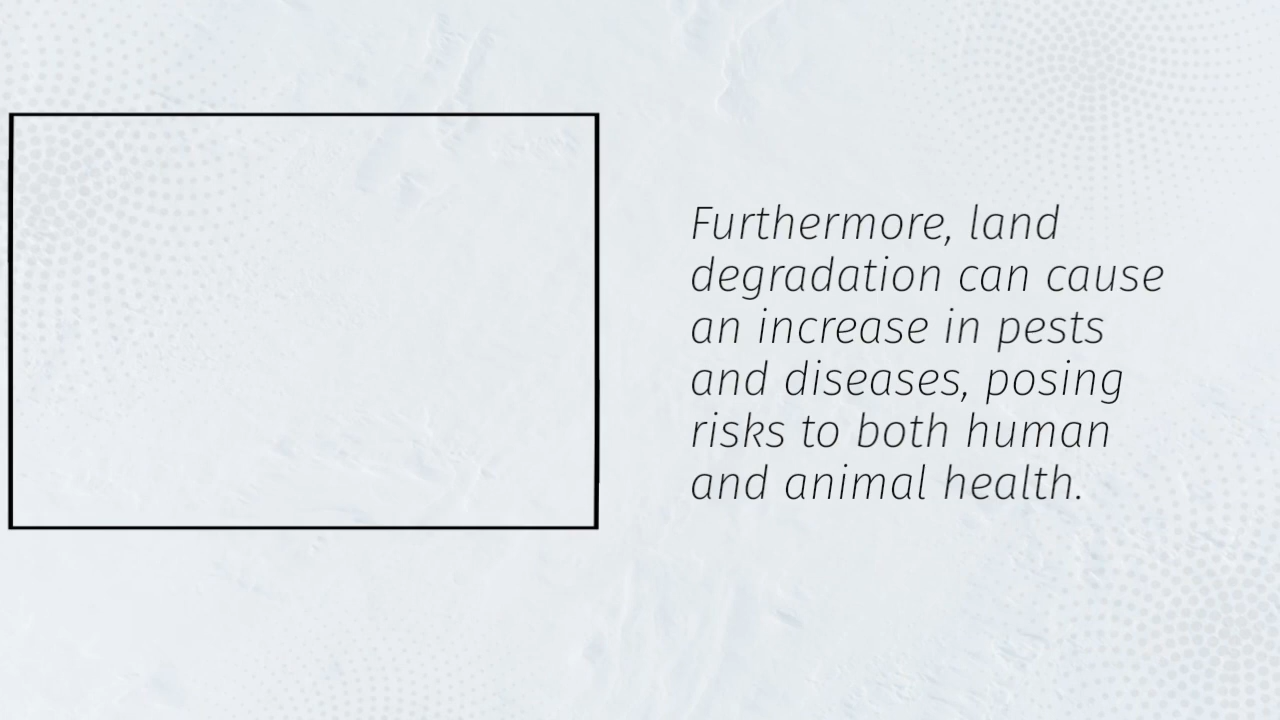 Furthermore, land
degradation can cause
an increase in pests
and diseases, posing
risks to both human
and animal health.